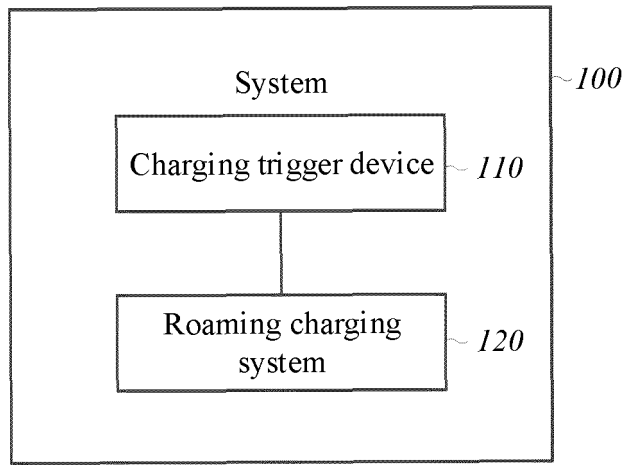 System
100
Charging trigger device
110
Roaming charging
system
120